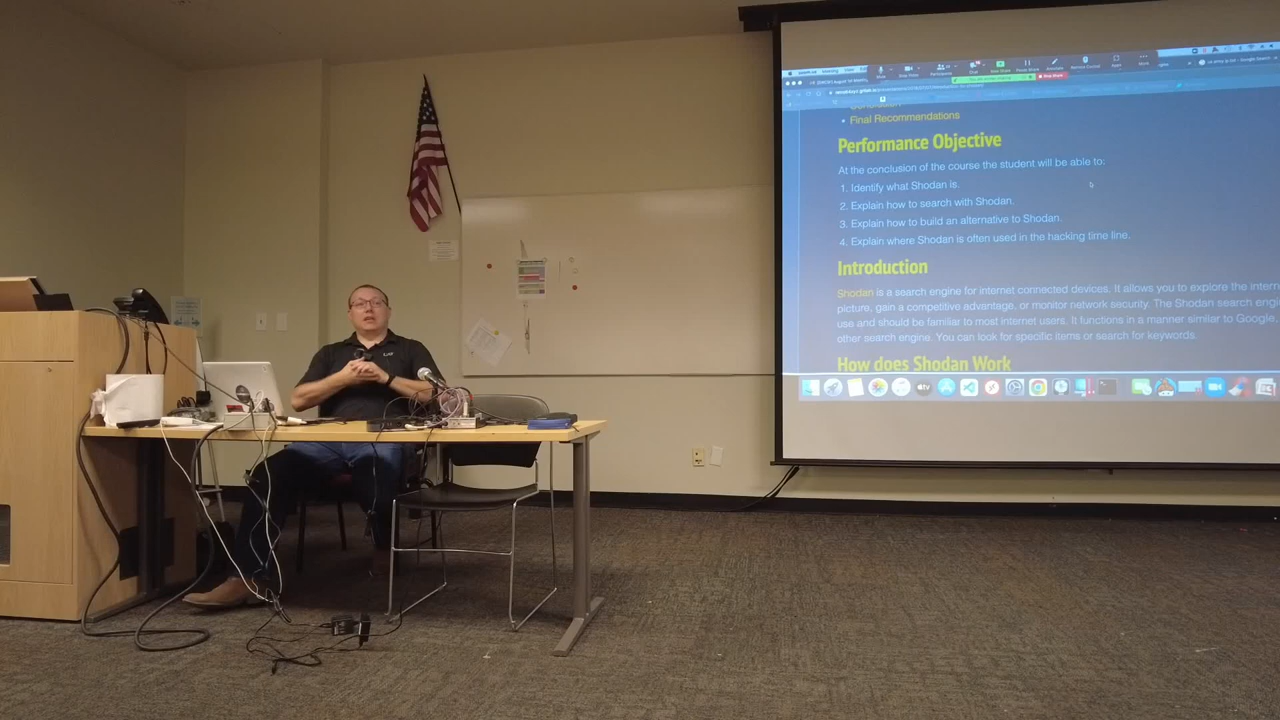 Final Recommendations
Performance Objective
At the conclusion of the course the student will be able to:
1. Identify what Shodan is.
2. Explain how to search with Shodan.
3. Explain how to build an alternative to Shodan.
4. Explain where Shodan is often used in the hacking time line.
Introduction
Shodan is a search engine for internet connected devices. It allows you to explore the Intern
picture, gain a competitive advantage, or monitor network security. The Shodan search eng
use and should be familiar to most internet users. It functions in a manner similar to Google,
other search engine. You can look for specific items or search for keywords.
How does Shodan Work